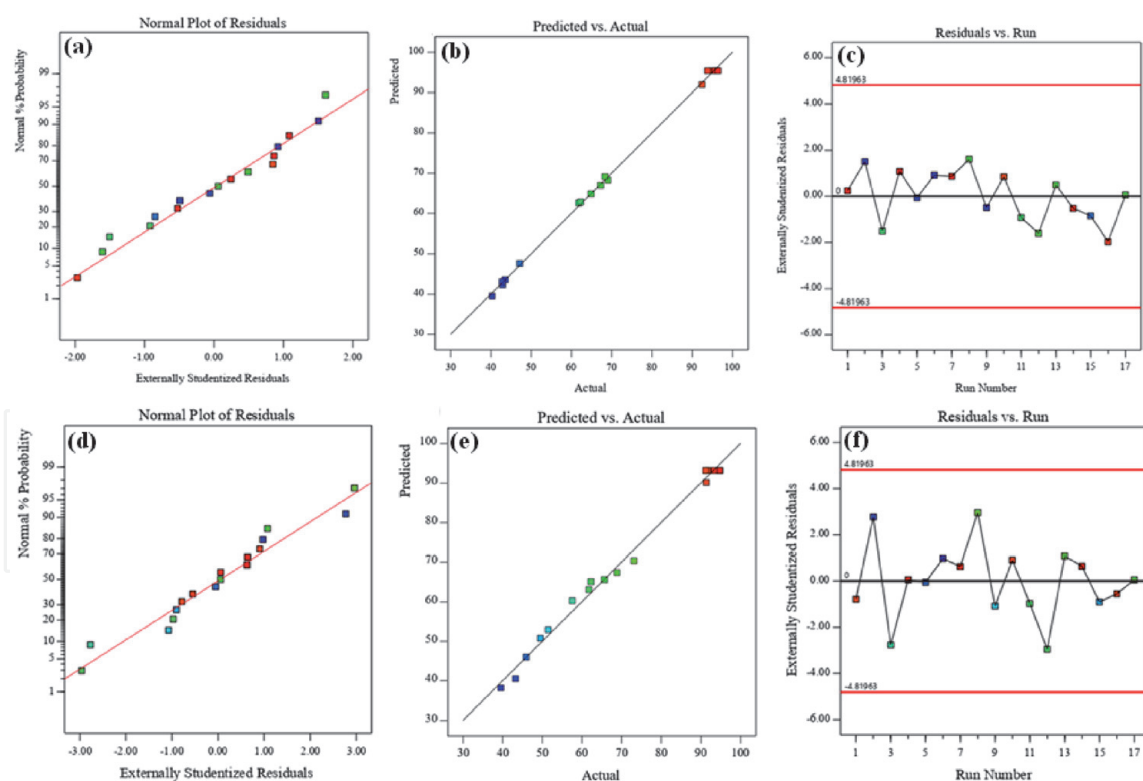 Normal Plot of Residuals
(a)
Normal % Probability
99
95
90
80
70
50
30
20
10
5
1
-2.00 -1.00 0.00 1.00 2.00
Externally Studentized Residuals
Predicted vs. Actual
(b)
Predicted
100
90
80
70
60
50
40
30
30 40 50 60 70 80 90 100
Actual
Residuals vs. Run
(c)
Externally Studentized Residuals
6.00
4.81963
4.00
2.00
0
0.00
-2.00
-4.00
-4.81963
-6.00
1 3 5 7 9 11 13 15 17
Run Number
Normal Plot of Residuals
(d)
Normal % Probability
99
95
90
80
70
50
30
20
10
5
1
-3.00 -2.00 -1.00 0.00 1.00 2.00 3.00
Externally Studentized Residuals
Predicted vs. Actual
(e)
Predicted
100
90
80
70
60
50
40
30
30 40 50 60 70 80 90 100
Actual
Residuals vs. Run
(f)
Externally Studentized Residuals
6.00
4.81963
4.00
2.00
0
0.00
-2.00
-4.00
-4.81963
-6.00
1 3 5 7 9 11 13 15 17
Run Number